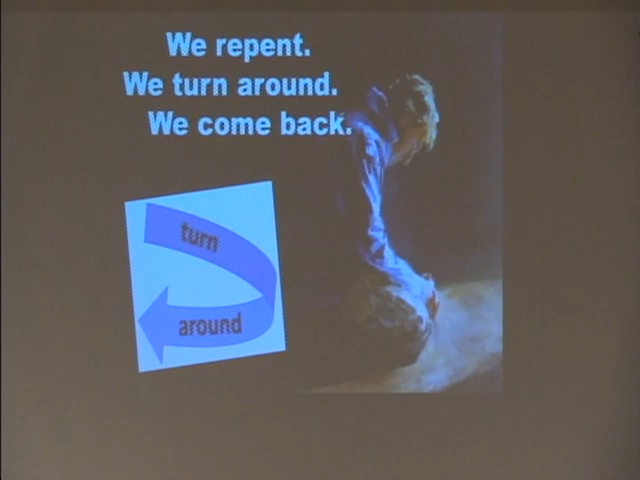 We repent.
We turn around.
We come back.
turn
around